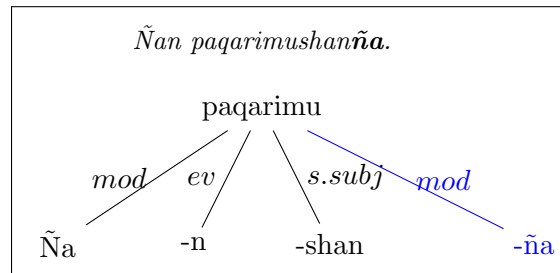 Ñan paqarimushanña.
paqarimu
mod ev s.subj mod
Ña -n -shan -ña